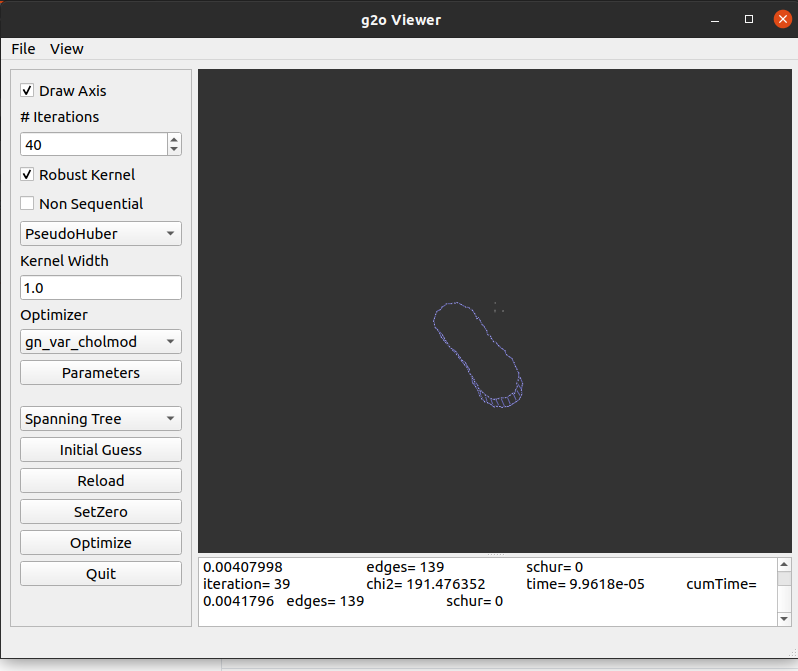 g2o Viewer
File View
Draw Axis
# Iterations
40
Robust Kernel
Non Sequential
PseudoHuber
Kernel Width
1.0
Optimizer
gn_var_cholmod
Parameters
Spanning Tree
Initial Guess
Reload
SetZero
Optimize
Quit
0.00407998 edges= 139 schur= 0
iteration= 39 chi2= 191.476352 time= 9.9618e-05 cumTime=
0.0041796 edges= 139 schur= 0